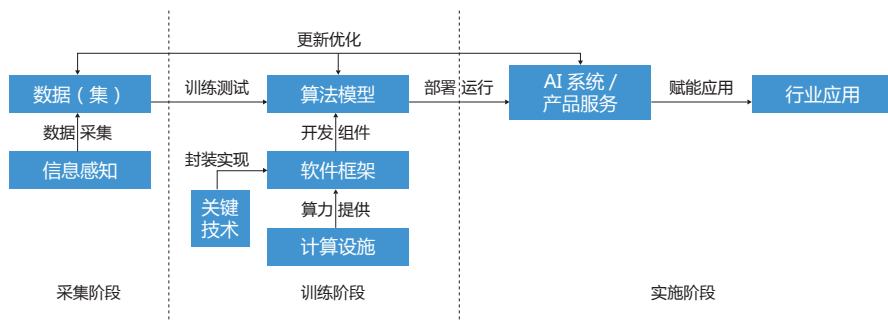 更新优化
数据（集）
训练测试
算法模型
部署 运行
AI 系统 /
产品服务
赋能应用
行业应用
数据 采集
开发 组件
信息感知
封装实现
软件框架
关键
技术
算力 提供
计算设施
采集阶段
训练阶段
实施阶段